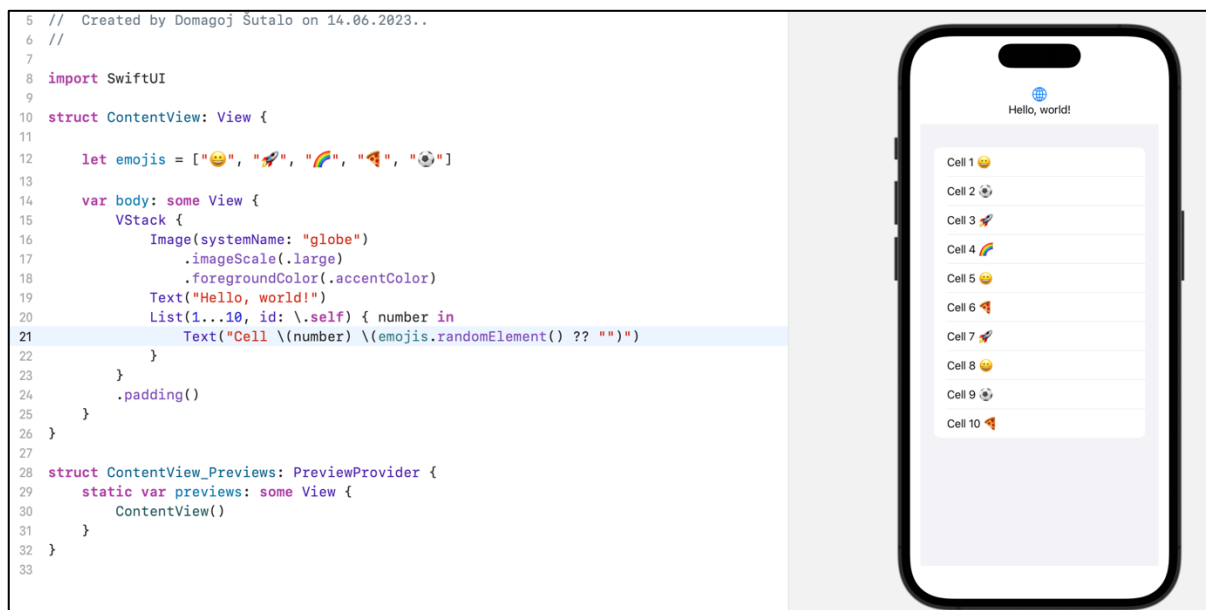 5 //  Created by Domagoj Šutalo on 14.06.2023..
6 //
7
8 import SwiftUI
9
10 struct ContentView: View {
11
12     let emojis = ["😀", "🚀", "🌈", "🍕", "⚽"]
13
14     var body: some View {
15         VStack {
16             Image(systemName: "globe")
17                 .imageScale(.large)
18                 .foregroundColor(.accentColor)
19             Text("Hello, world!")
20             List(1...10, id: \.self) { number in
21                 Text("Cell \(number) \(emojis.randomElement() ?? "")")
22             }
23         }
24         .padding()
25     }
26 }
27
28 struct ContentView_Previews: PreviewProvider {
29     static var previews: some View {
30         ContentView()
31     }
32 }
33
Hello, world!
Cell 1 😀
Cell 2 ⚽
Cell 3 🚀
Cell 4 🌈
Cell 5 😀
Cell 6 🍕
Cell 7 🚀
Cell 8 😀
Cell 9 ⚽
Cell 10 🍕